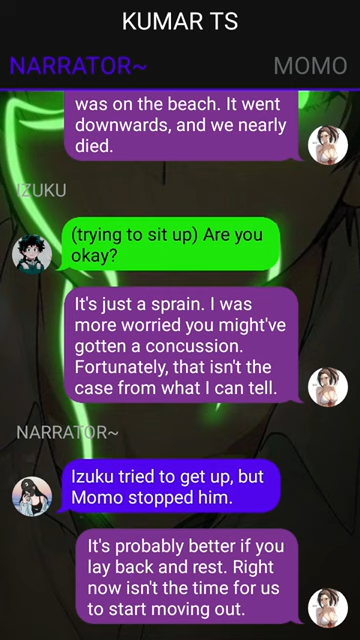 KUMAR TS
NARRATOR~ MOMO
was on the beach. It went
downwards, and we nearly
died.
IZUKU
(trying to sit up) Are you
okay?
It's just a sprain. I was
more worried you might've
gotten a concussion.
Fortunately, that isn't the
case from what I can tell.
NARRATOR~
Izuku tried to get up, but
Momo stopped him.
It's probably better if you
lay back and rest. Right
now isn't the time for us
to start moving out.